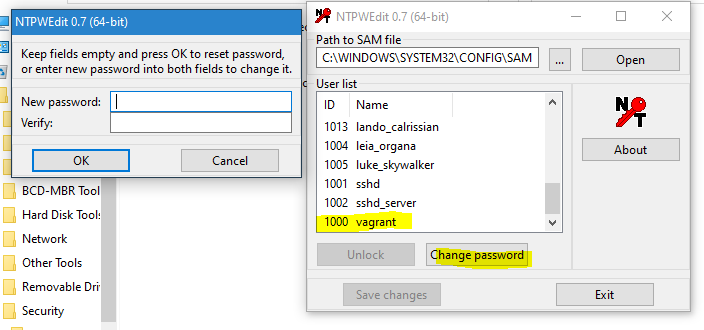 NTPWEdit 0.7 (64-bit)
Keep fields empty and press OK to reset password,
or enter new password into both fields to change it.
New password:
Verify:
OK
Cancel
BCD-MBR Tools
Hard Disk Tools
Network
Other Tools
Removable Dri
Security
NTPWEdit 0.7 (64-bit)
Path to SAM file
C:\WINDOWS\SYSTEM32\CONFIG\SAM
...
Open
User list
ID Name
1013 lando_calrissian
1004 leia_organa
1005 luke_skywalker
1001 sshd
1002 sshd_server
1000 vagrant
NT
About
Unlock
Change password
Save changes
Exit